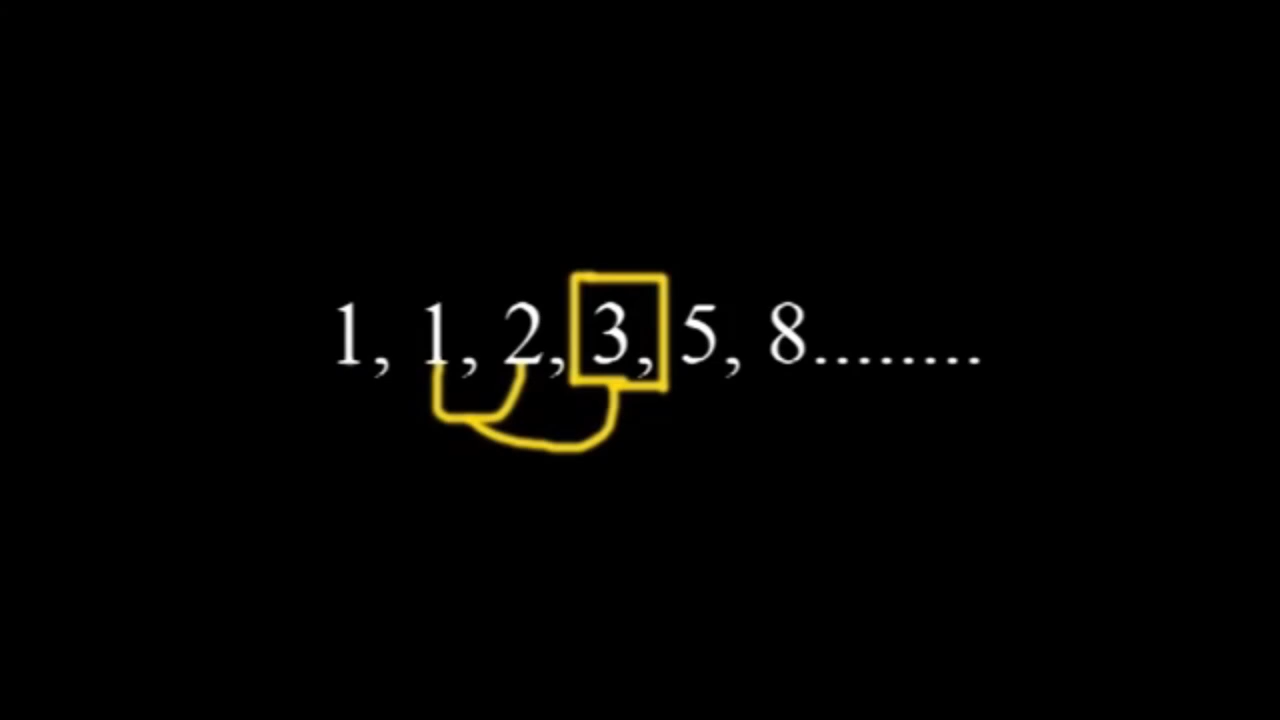 1, 1, 2, 3, 5, 8........